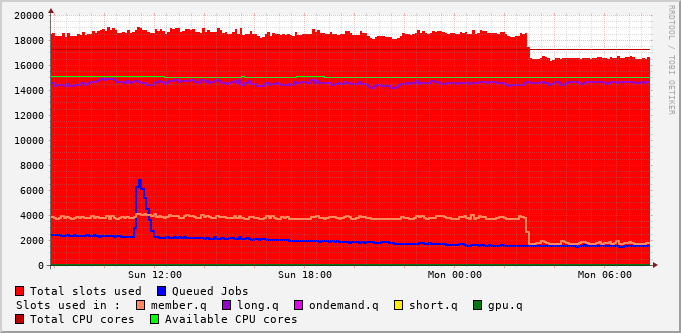 20000
18000
16000
14000
12000
10000
8000
6000
4000
2000
0
Sun 12:00 Sun 18:00 Mon 00:00 Mon 06:00
Total slots used Queued Jobs
Slots used in : member.q long.q ondemand.q short.q gpu.q
Total CPU cores Available CPU cores
RRDTOOL / TOBI OETIKER